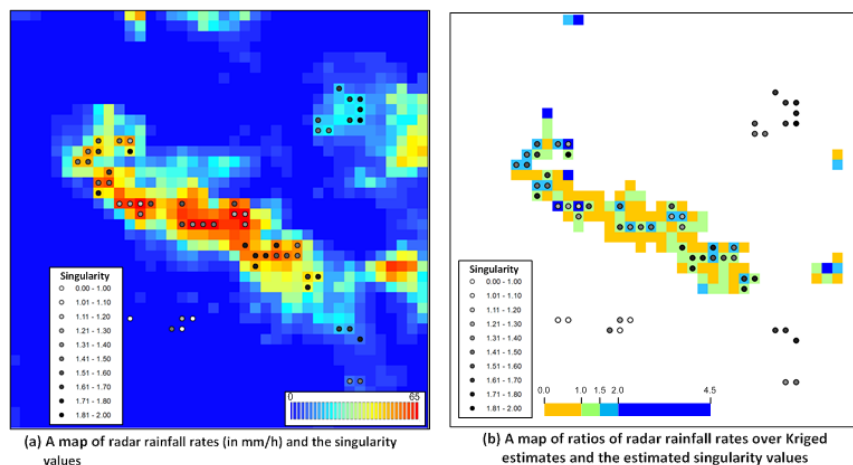 Singularity
0.00 - 1.00
1.01 - 1.10
1.11 - 1.20
1.21 - 1.30
1.31 - 1.40
1.41 - 1.50
1.51 - 1.60
1.61 - 1.70
1.71 - 1.80
1.81 - 2.00
0 65
(a) A map of radar rainfall rates (in mm/h) and the singularity
values
Singularity
0.00 - 1.00
1.01 - 1.10
1.11 - 1.20
1.21 - 1.30
1.31 - 1.40
1.41 - 1.50
1.51 - 1.60
1.61 - 1.70
1.71 - 1.80
1.81 - 2.00
0.0 1.0 1.5 2.0 4.5
(b) A map of ratios of radar rainfall rates over Kriged
estimates and the estimated singularity values